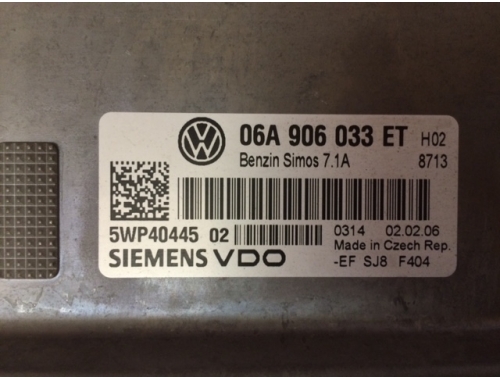 06A 906 033 ET H02
Benzin Simos 7.1A 8713
5WP40445 02
0314 02.02.06
Made in Czech Rep.
SIEMENS VDO
-EF SJ8 F404